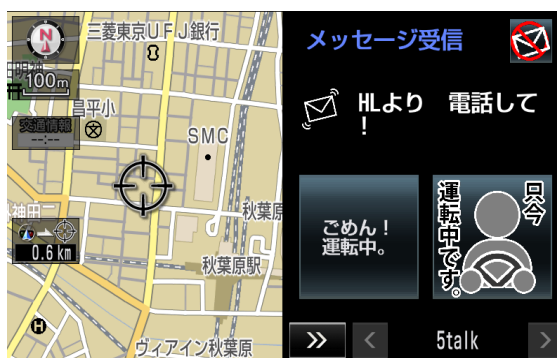 三菱東京UFJ銀行
N
100m
昌平小
交通情報
--:--
SMC
秋葉原
0.6km
秋葉原駅
H
ヴィアイン秋葉原
メッセージ受信
HLより 電話して
!
ごめん!
運転中。
只今
運転中です。
5talk